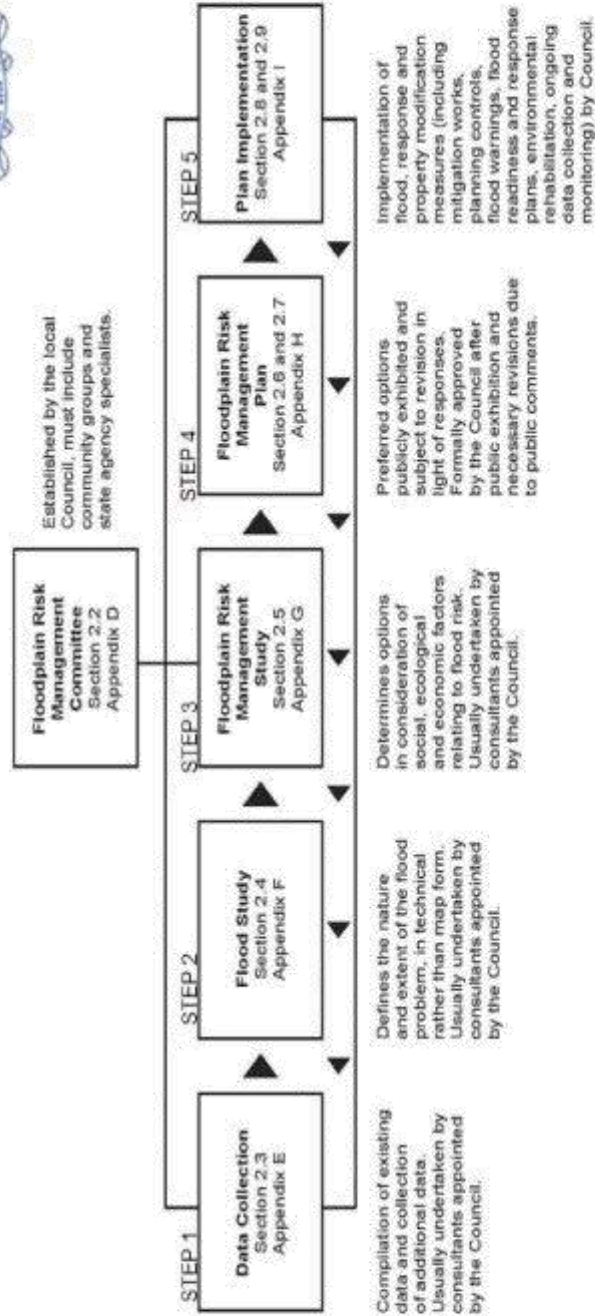 Floodplain Risk
Management
Committee
Section 2.2
Appendix D
Established by the local
Council, must include
community groups and
state agency specialists.
STEP 1
Data Collection
Section 2.3
Appendix E
Compilation of existing
data and collection
of additional data.
Usually undertaken by
consultants appointed
by the Council.
STEP 2
Flood Study
Section 2.4
Appendix F
Defines the nature
and extent of the flood
problem, in technical
rather than map form.
Usually undertaken by
consultants appointed
by the Council.
STEP 3
Floodplain Risk
Management
Study
Section 2.5
Appendix G
Determines options
in consideration of
social, ecological
and economic factors
relating to flood risk.
Usually undertaken by
consultants appointed
by the Council.
STEP 4
Floodplain Risk
Management
Plan
Section 2.6 and 2.7
Appendix H
Preferred options
publicly exhibited and
subject to revision in
light of responses.
Formally approved
by the Council after
public exhibition and
necessary revisions due
to public comments.
STEP 5
Plan Implementation
Section 2.8 and 2.9
Appendix I
Implementation of
flood, response and
property modification
measures (including
mitigation works,
planning controls,
flood warnings, flood
readiness and response
plans, environmental
rehabilitation, ongoing
data collection and
monitoring) by Council.